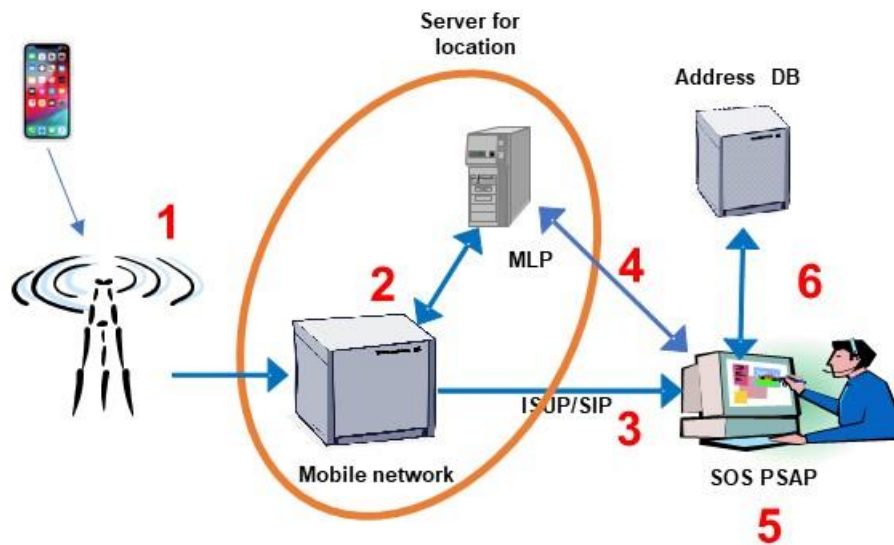 Server for
location
Address DB
1
MLP
4
2
6
ISUP/SIP
3
Mobile network
SOS PSAP
5